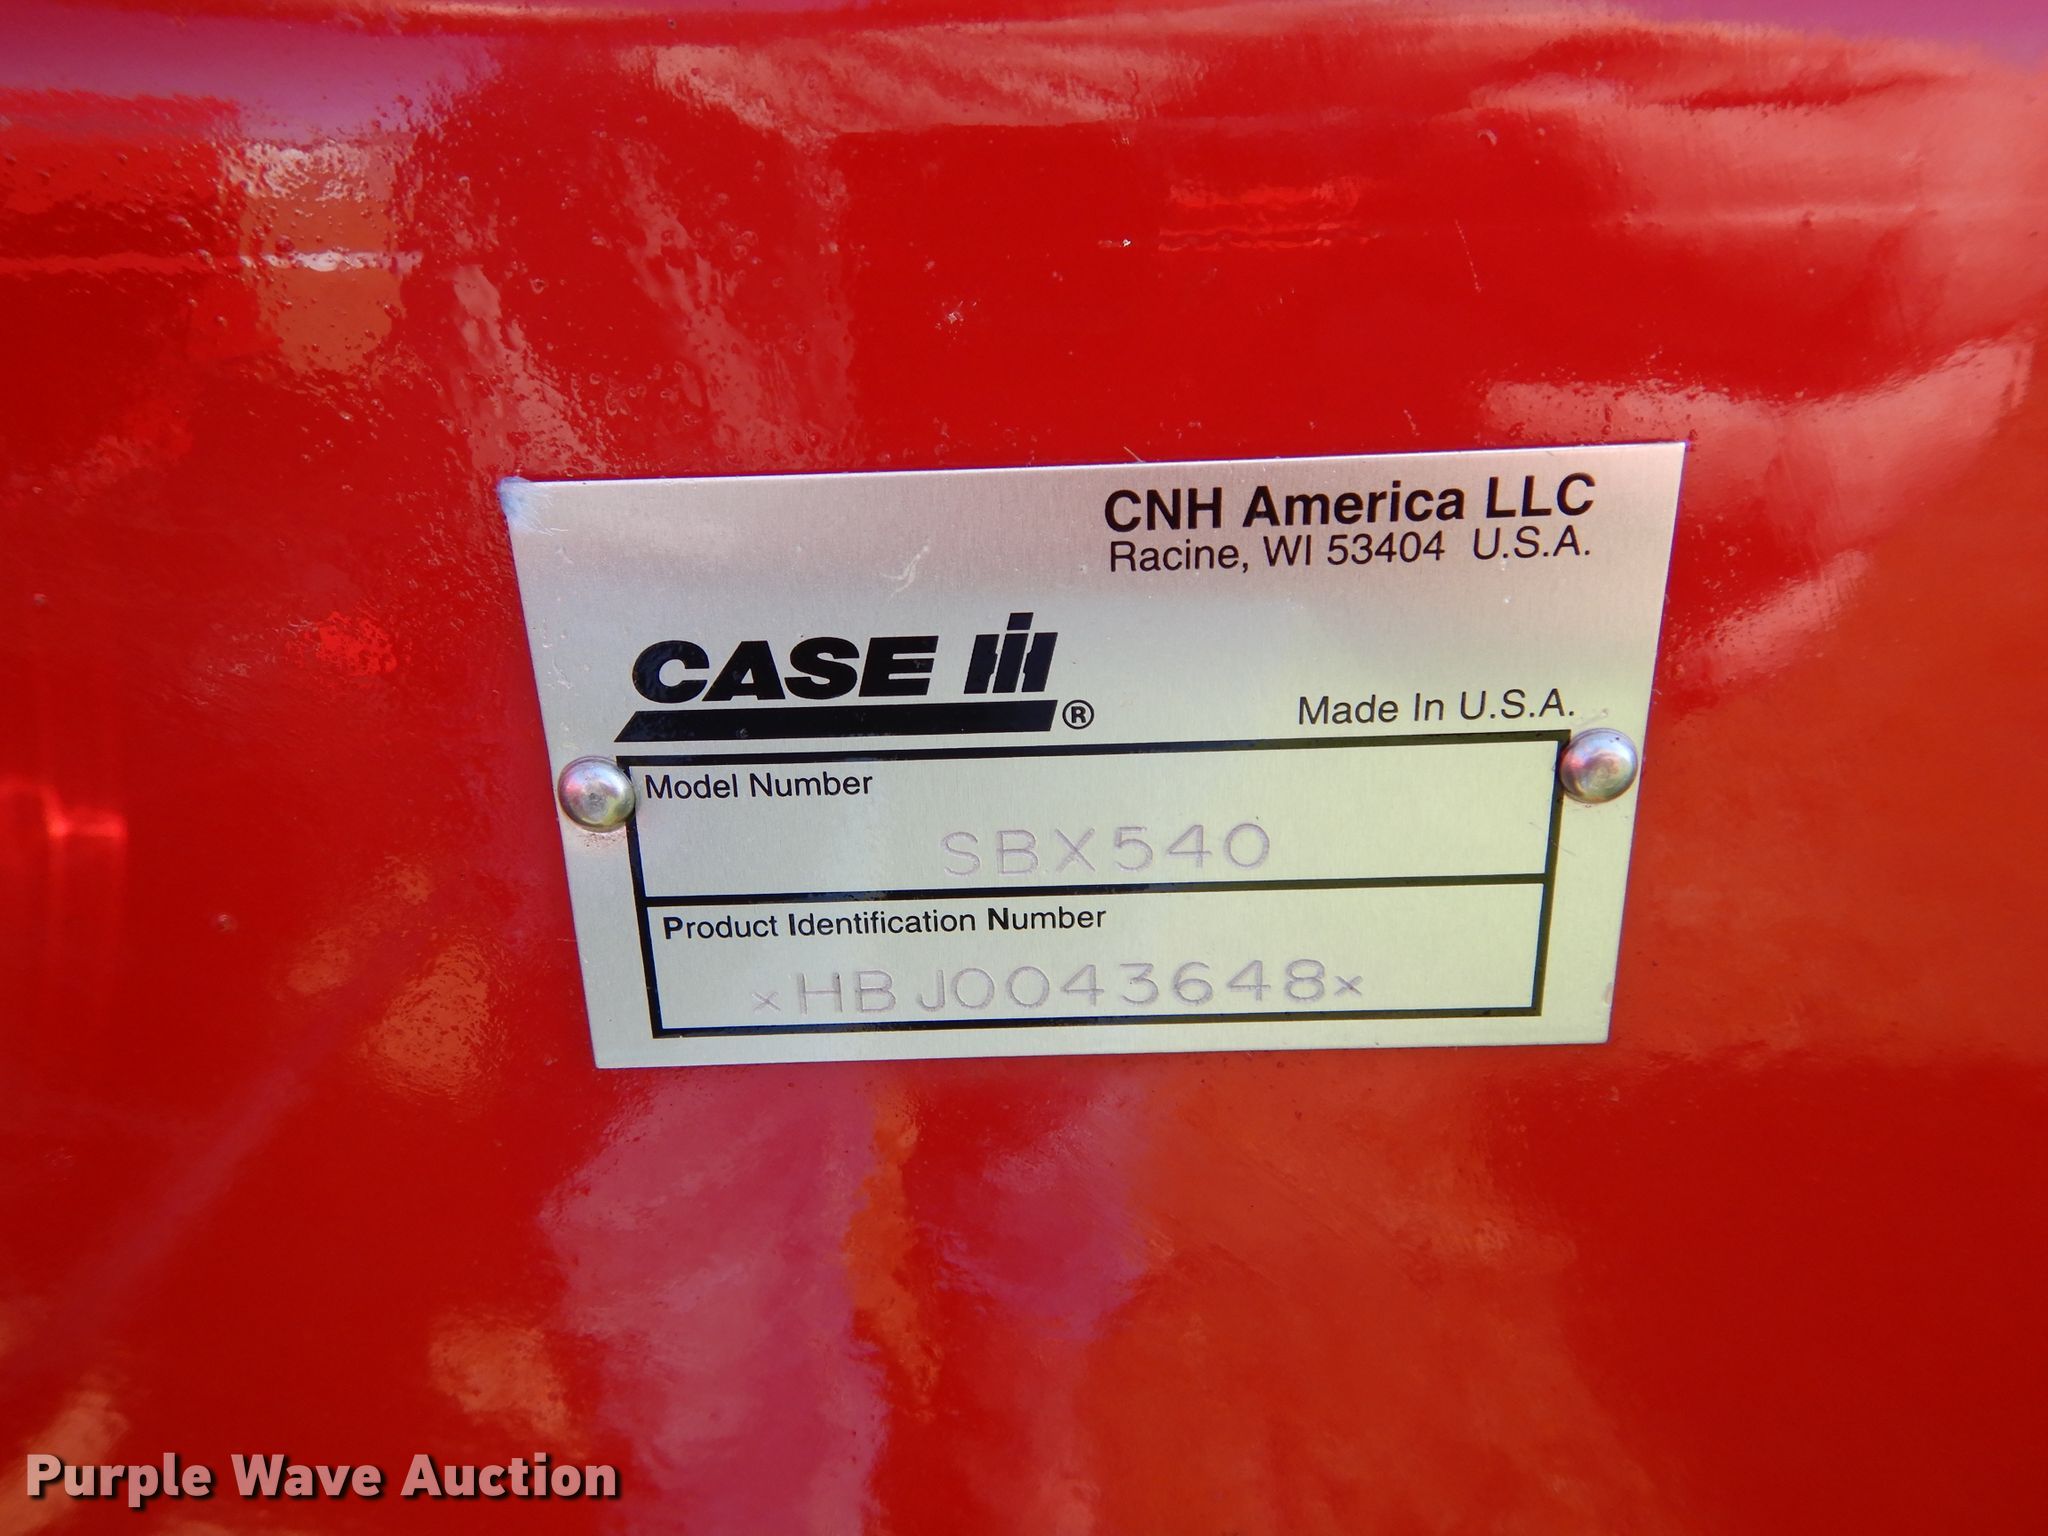 CNH America LLC
Racine, WI 53404 U.S.A.
CASE IH ®
Made In U.S.A.
Model Number
SBX540
Product Identification Number
×HBJ0043648×
Purple Wave Auction